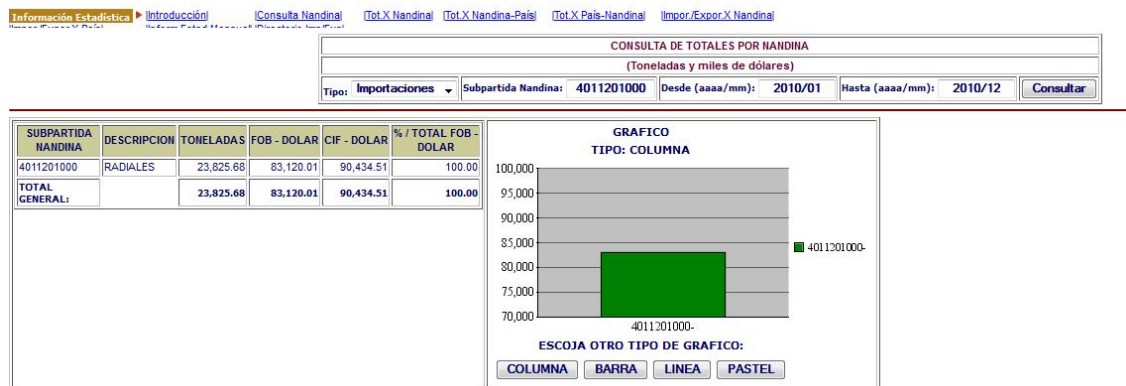 Información Estadística |Introducción| |Consulta Nandina| |Tot.X Nandina| |Tot.X Nandina-País| |Tot.X País-Nandina| |Impor./Expor.X Nandina|
CONSULTA DE TOTALES POR NANDINA
(Toneladas y miles de dólares)
Tipo: Importaciones Subpartida Nandina: 4011201000 Desde (aaaa/mm): 2010/01 Hasta (aaaa/mm): 2010/12 Consultar
SUBPARTIDA NANDINA DESCRIPCION TONELADAS FOB - DOLAR CIF - DOLAR % / TOTAL FOB - DOLAR
4011201000 RADIALES 23,825.68 83,120.01 90,434.51 100.00
TOTAL GENERAL: 23,825.68 83,120.01 90,434.51 100.00
GRAFICO
TIPO: COLUMNA
100,000
95,000
90,000
85,000
80,000
75,000
70,000
4011201000-
4011201000-
ESCOJA OTRO TIPO DE GRAFICO:
COLUMNA BARRA LINEA PASTEL